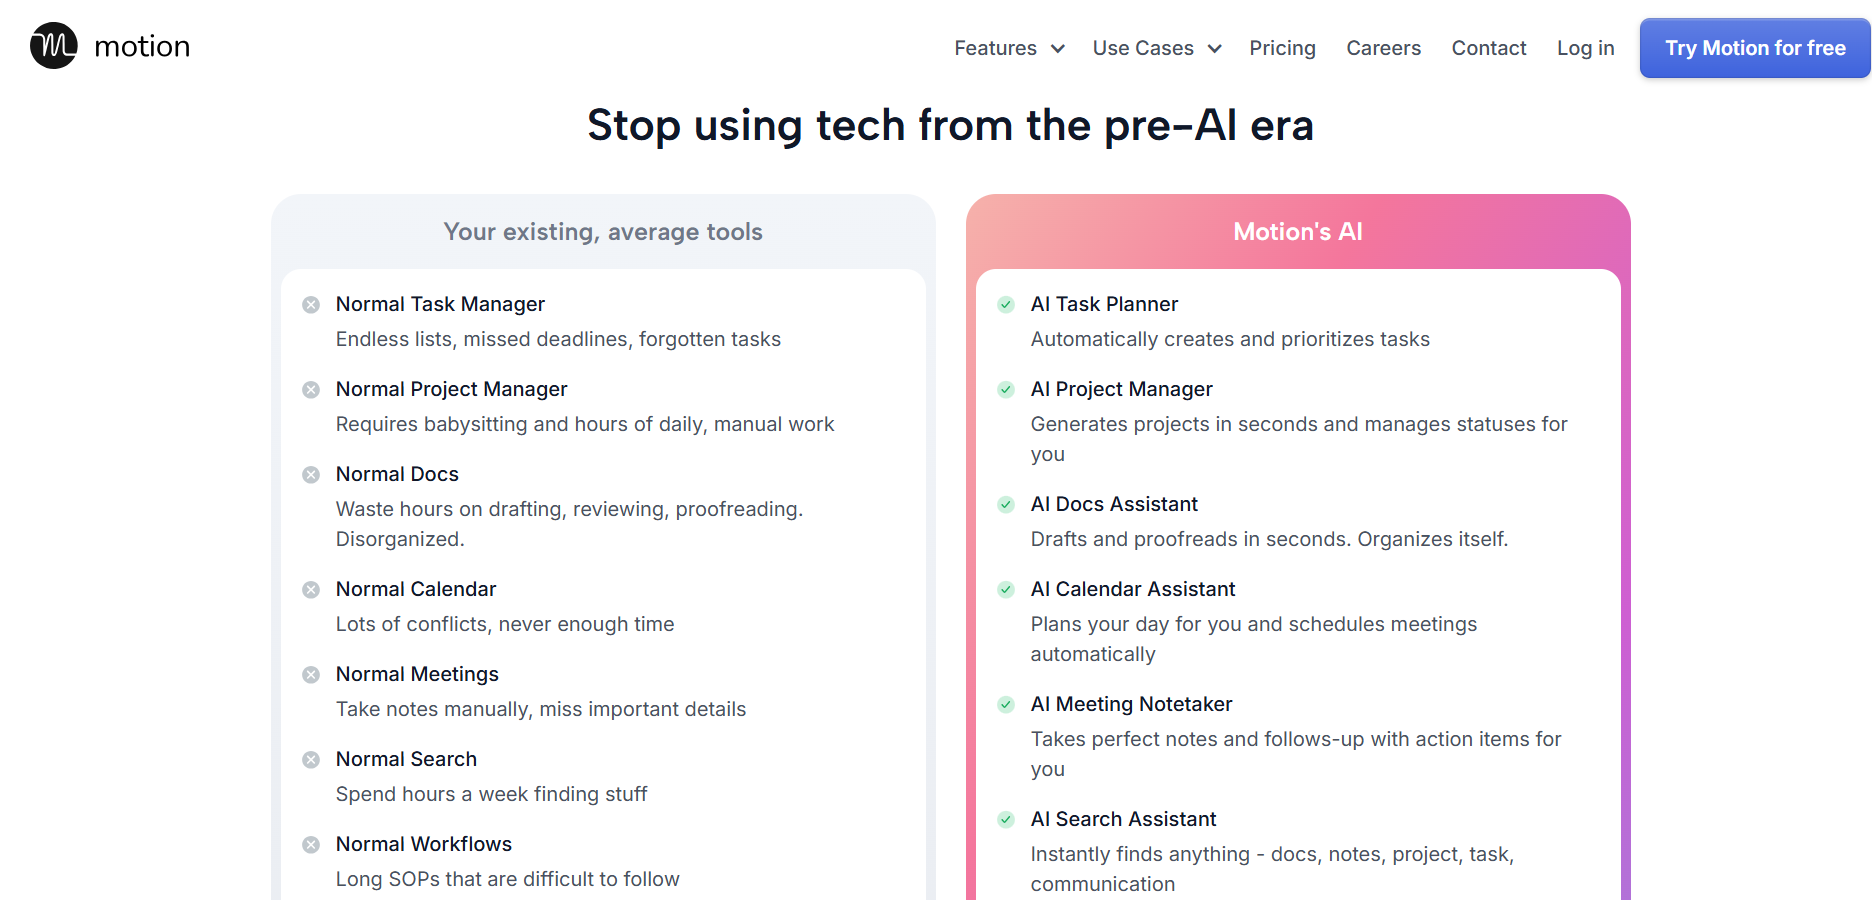 motion
Features Use Cases Pricing Careers Contact Log in Try Motion for free
Stop using tech from the pre-AI era
Your existing, average tools
Normal Task Manager
Endless lists, missed deadlines, forgotten tasks
Normal Project Manager
Requires babysitting and hours of daily, manual work
Normal Docs
Waste hours on drafting, reviewing, proofreading.
Disorganized.
Normal Calendar
Lots of conflicts, never enough time
Normal Meetings
Take notes manually, miss important details
Normal Search
Spend hours a week finding stuff
Normal Workflows
Long SOPs that are difficult to follow
Motion's AI
AI Task Planner
Automatically creates and prioritizes tasks
AI Project Manager
Generates projects in seconds and manages statuses for
you
AI Docs Assistant
Drafts and proofreads in seconds. Organizes itself.
AI Calendar Assistant
Plans your day for you and schedules meetings
automatically
AI Meeting Notetaker
Takes perfect notes and follows-up with action items for
you
AI Search Assistant
Instantly finds anything - docs, notes, project, task,
communication